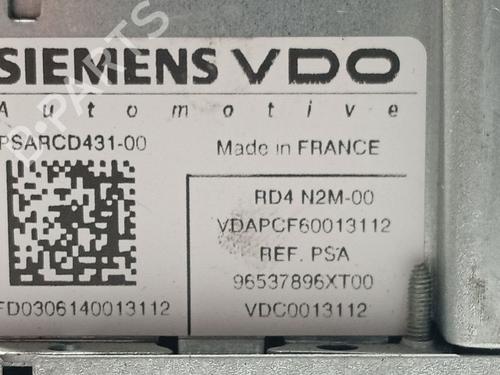 SIEMENS VDO
Automotive
PSARCD431-00
Made in FRANCE
RD4 N2M-00
VDAPCF60013112
REF. PSA
96537896XT00
VDC0013112
FD0306140013112